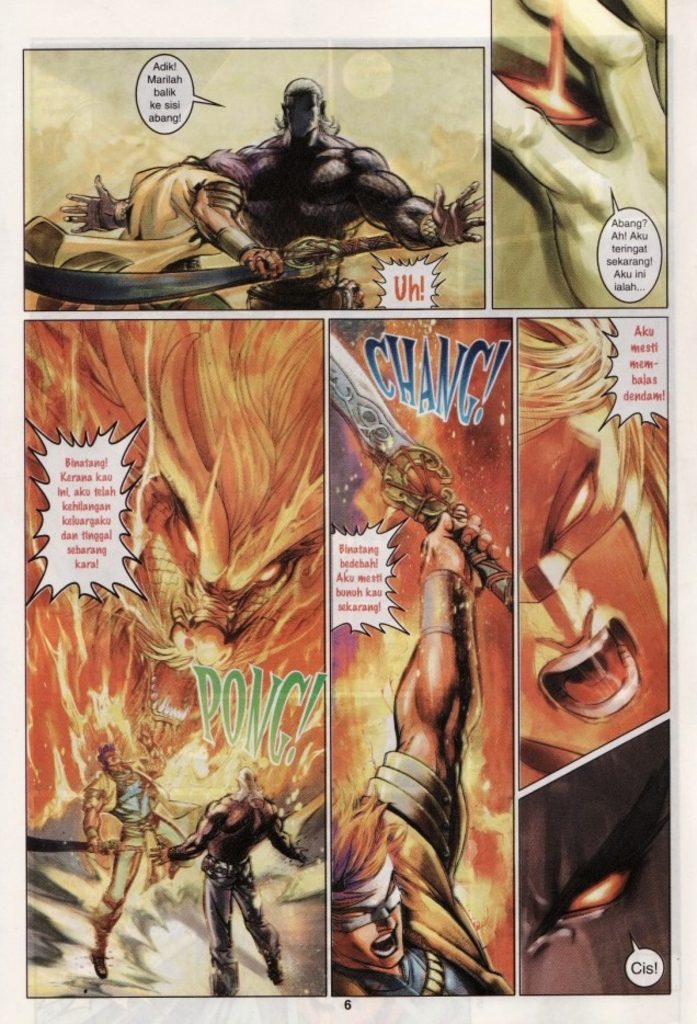 Adik!
Marilah
balik
ke sisi
abang!
Uh!
Abang?
Ah! Aku
teringat
sekarang!
Aku ini
ialah...
Binatang!
Kerana kau
ini, aku telah
kehilangan
keluargaku
dan tinggal
sebarang
kara!
PONG!
CHANG!
Binatang
bedebah!
Aku mesti
bunuh kau
sekarang!
Aku
mesti
mem-
balas
dendam!
Cis!
6